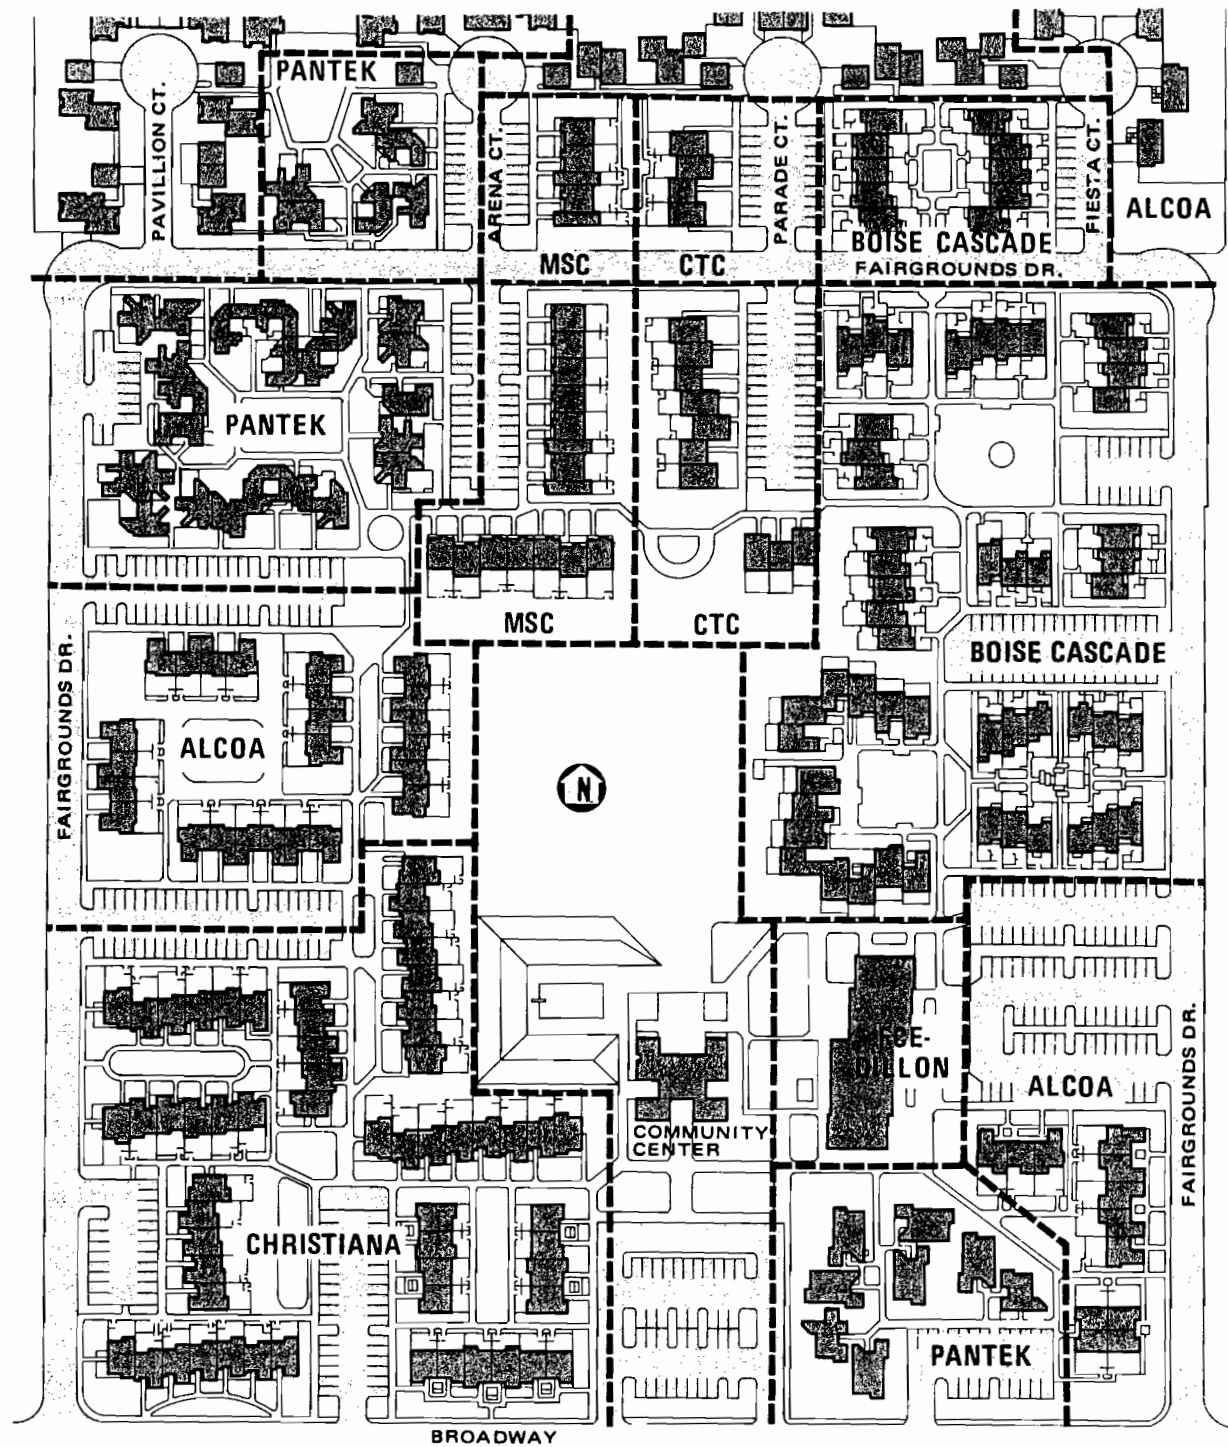 PANTEK
PAVILLION CT.
ARENA CT.
PARADE CT.
FIESTA CT.
ALCOA
BOISE CASCADE
MSC
CTC
FAIRGROUNDS DR.
PANTEK
MSC
CTC
FAIRGROUNDS DR.
BOISE CASCADE
ALCOA
N
DILLON
ALCOA
FAIRGROUNDS DR.
COMMUNITY
CENTER
CHRISTIANA
PANTEK
BROADWAY